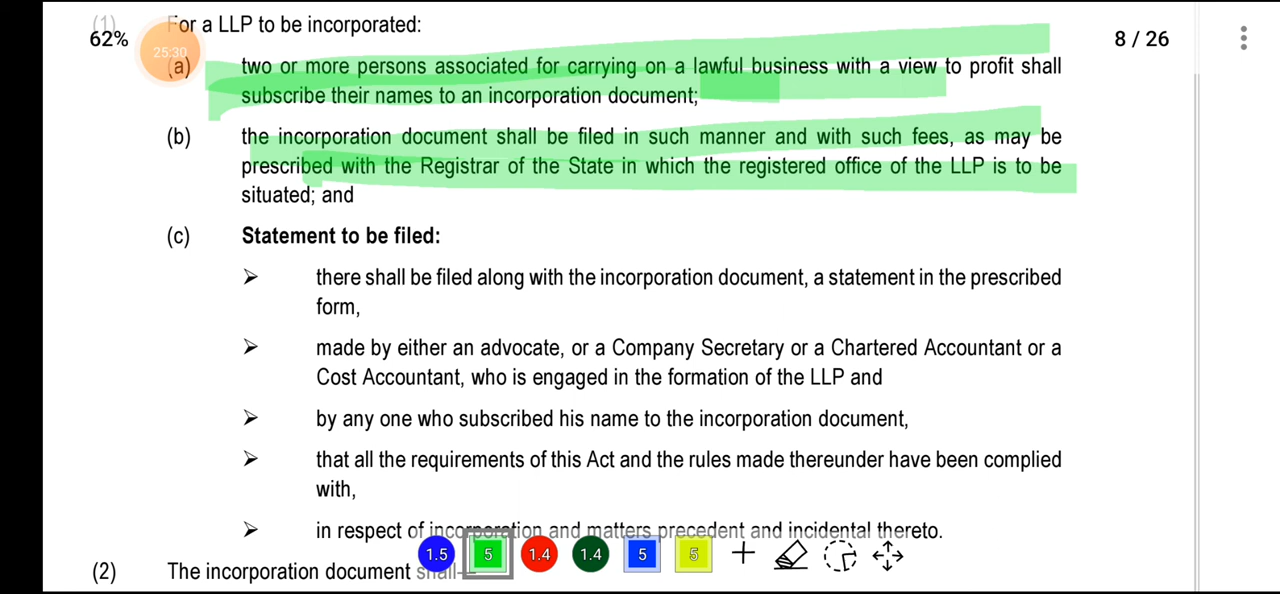 (1) For a LLP to be incorporated:
62%
8 / 26
25:30
(a) two or more persons associated for carrying on a lawful business with a view to profit shall
subscribe their names to an incorporation document;
(b) the incorporation document shall be filed in such manner and with such fees, as may be
prescribed with the Registrar of the State in which the registered office of the LLP is to be
situated; and
(c) Statement to be filed:
➢ there shall be filed along with the incorporation document, a statement in the prescribed
form,
➢ made by either an advocate, or a Company Secretary or a Chartered Accountant or a
Cost Accountant, who is engaged in the formation of the LLP and
➢ by any one who subscribed his name to the incorporation document,
➢ that all the requirements of this Act and the rules made thereunder have been complied
with,
➢ in respect of incorporation and matters precedent and incidental thereto.
1.5 5 1.4 1.4 5 5
(2) The incorporation document shall—